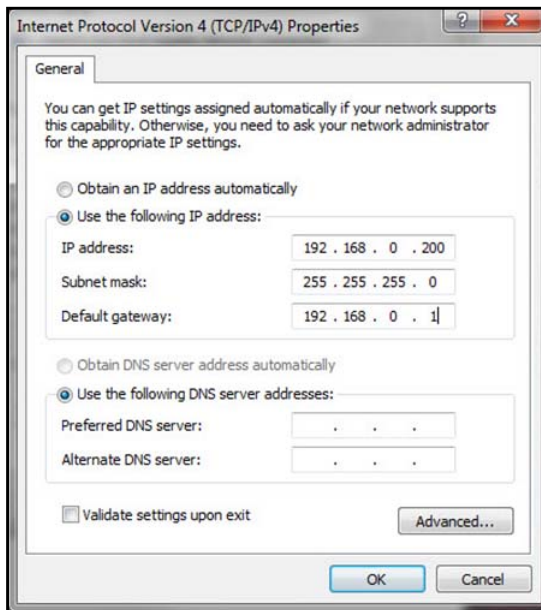 Internet Protocol Version 4 (TCP/IPv4) Properties
General
You can get IP settings assigned automatically if your network supports
this capability. Otherwise, you need to ask your network administrator
for the appropriate IP settings.
Obtain an IP address automatically
Use the following IP address:
IP address: 192 . 168 . 0 . 200
Subnet mask: 255 . 255 . 255 . 0
Default gateway: 192 . 168 . 0 . 1
Obtain DNS server address automatically
Use the following DNS server addresses:
Preferred DNS server: . . .
Alternate DNS server: . . .
Validate settings upon exit
Advanced...
OK Cancel